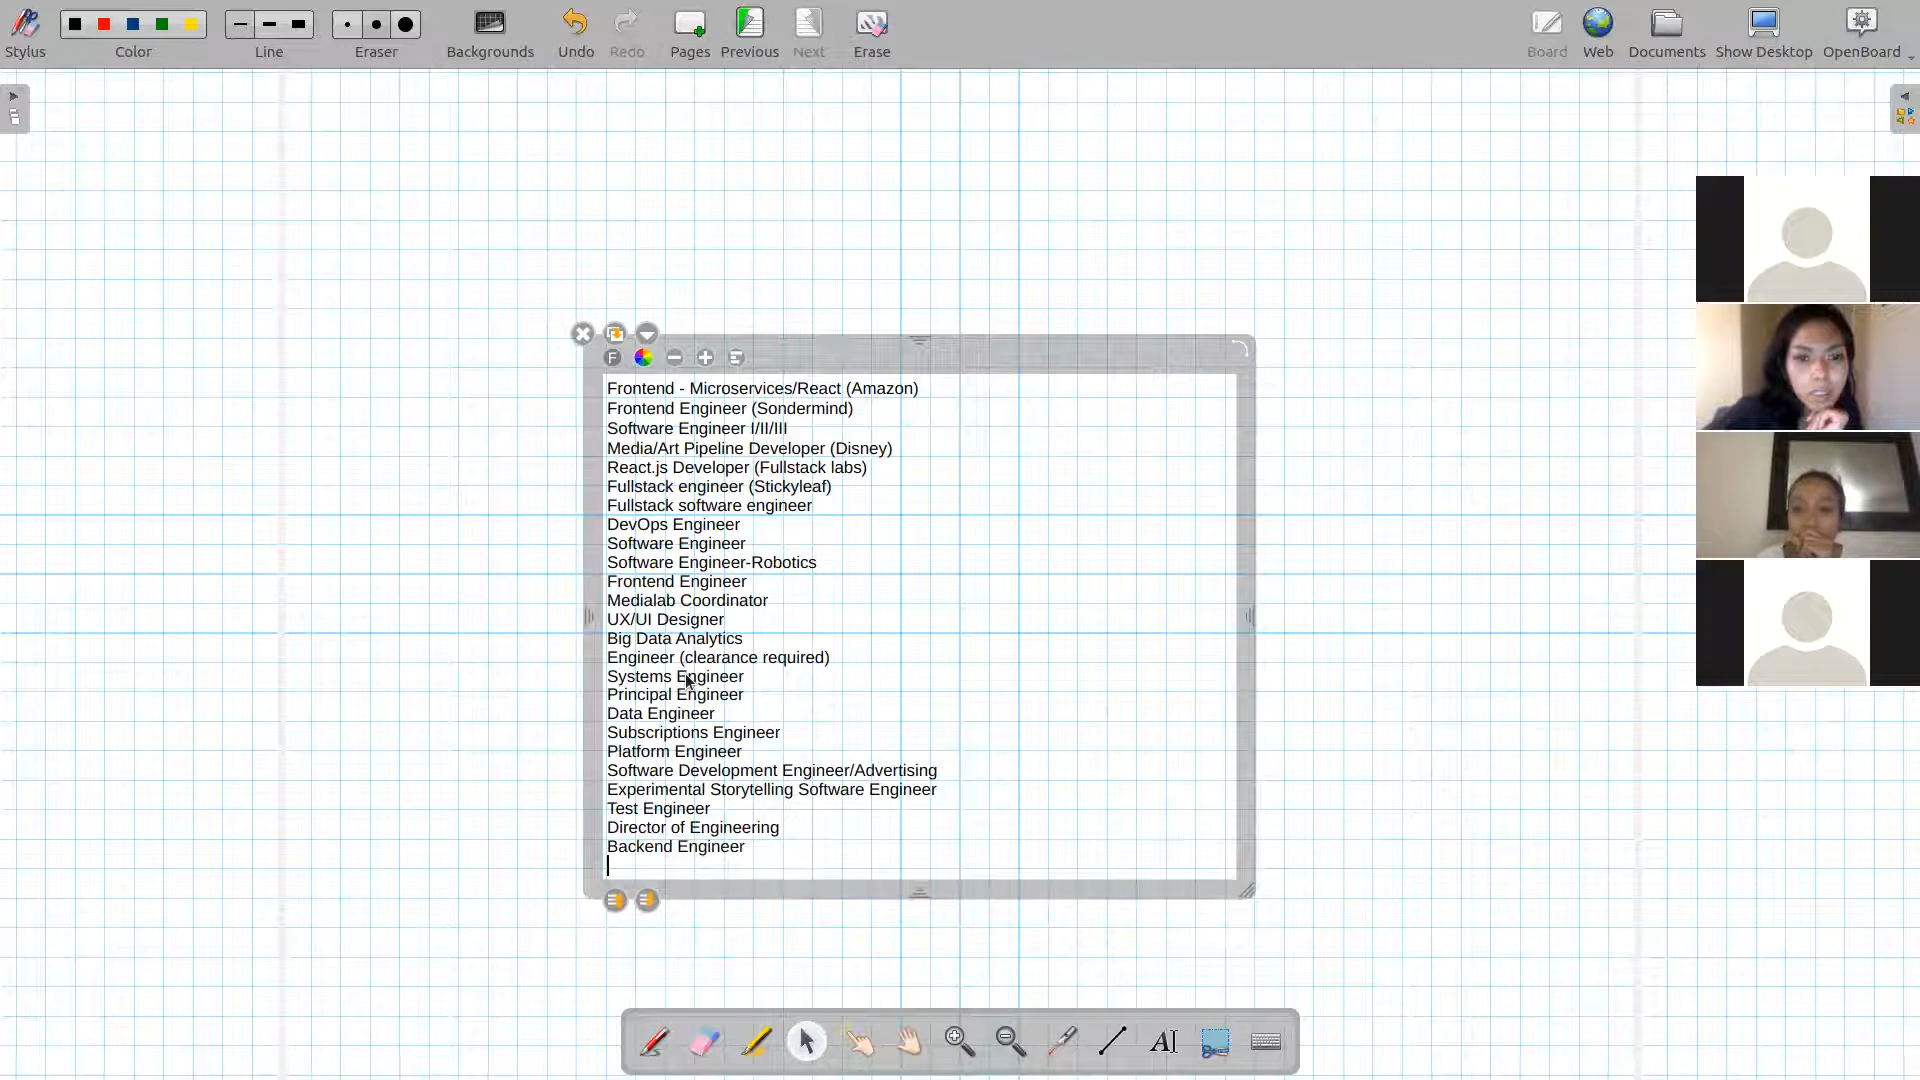 Stylus
Color
Line
Eraser
Backgrounds
Undo
Redo
Pages
Previous
Next
Erase
Board
Web
Documents
Show Desktop
OpenBoard
F
Frontend - Microservices/React (Amazon)
Frontend Engineer (Sondermind)
Software Engineer I/II/III
Media/Art Pipeline Developer (Disney)
React.js Developer (Fullstack labs)
Fullstack engineer (Stickyleaf)
Fullstack software engineer
DevOps Engineer
Software Engineer
Software Engineer-Robotics
Frontend Engineer
Medialab Coordinator
UX/UI Designer
Big Data Analytics
Engineer (clearance required)
Systems Engineer
Principal Engineer
Data Engineer
Subscriptions Engineer
Platform Engineer
Software Development Engineer/Advertising
Experimental Storytelling Software Engineer
Test Engineer
Director of Engineering
Backend Engineer